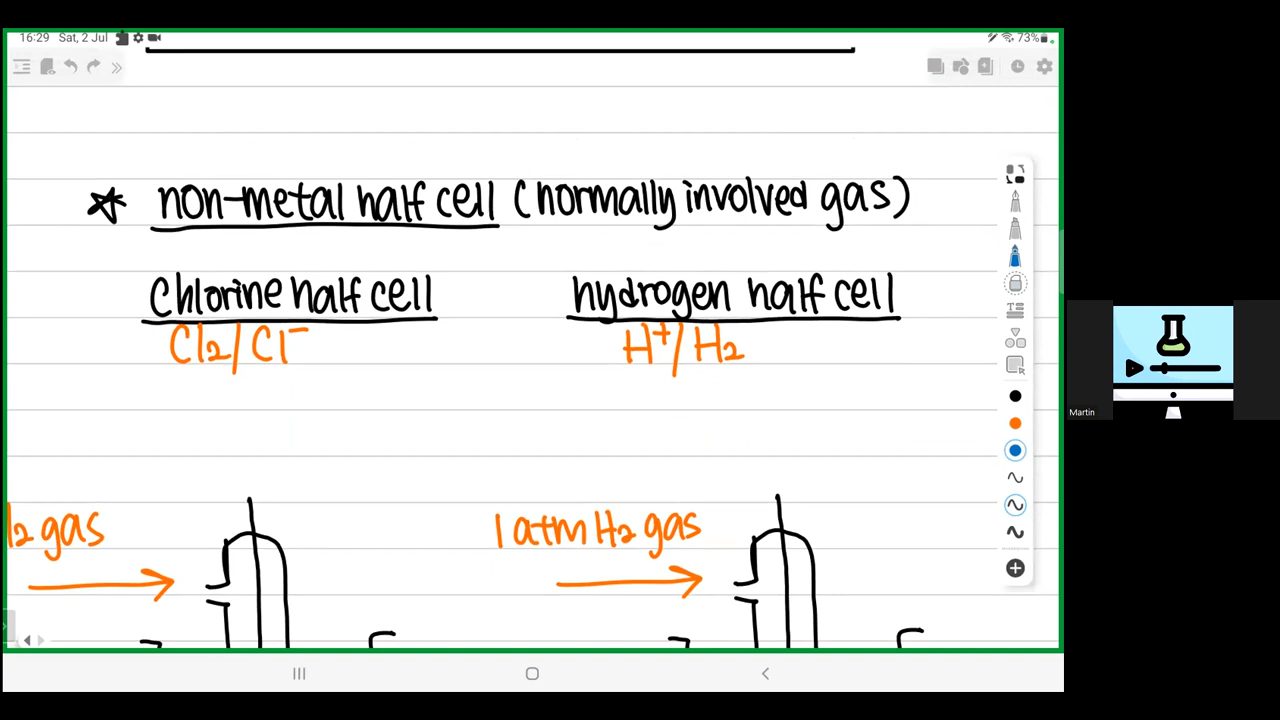 16:29 Sat, 2 Jul
73%
☆ non-metal half cell (normally involved gas)
Chlorine half cell
hydrogen half cell
Cl₂/Cl⁻
H⁺/H₂
l₂ gas
1 atm H₂ gas
Martin